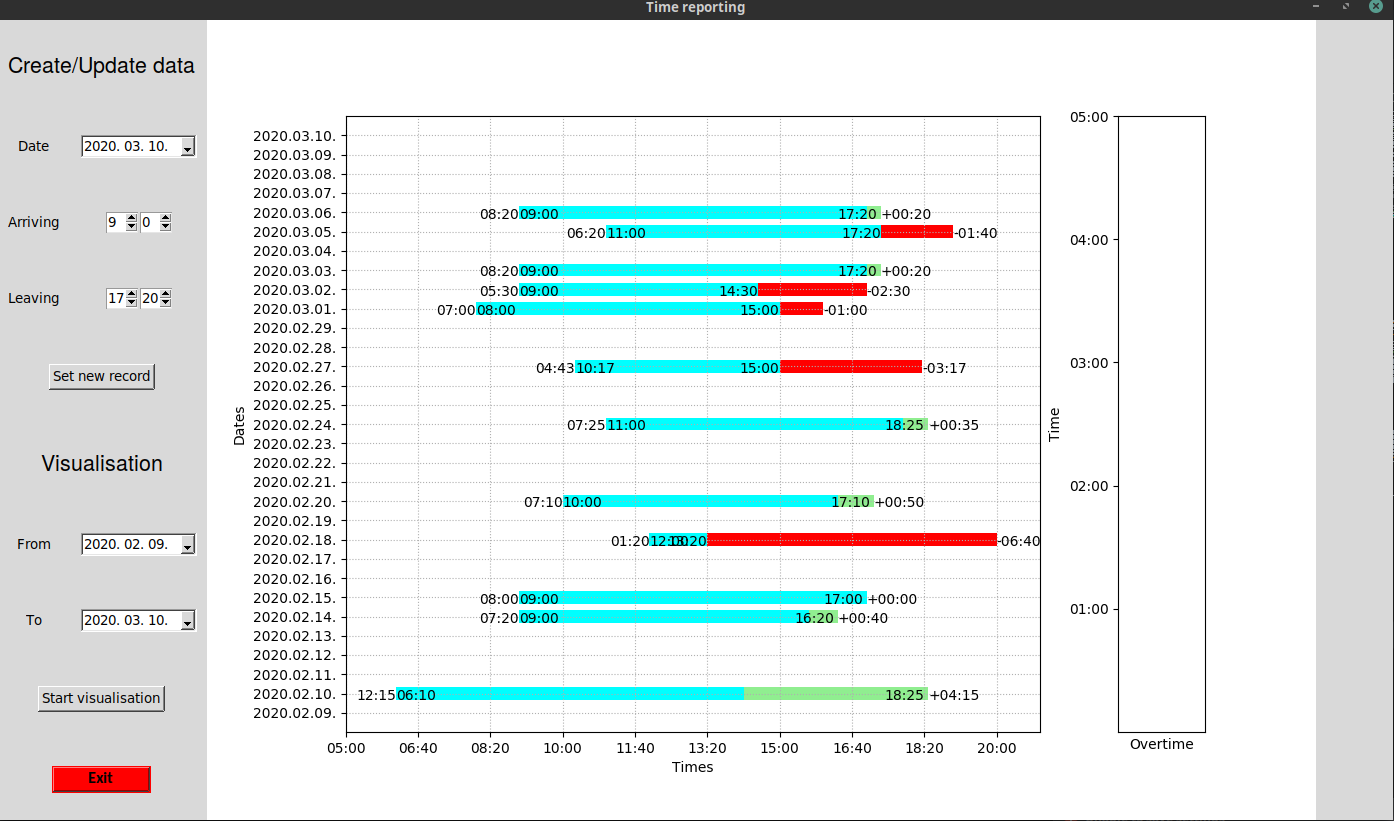 Time reporting
Create/Update data
Date 2020. 03. 10.
Arriving 9 0
Leaving 17 20
Set new record
Visualisation
From 2020. 02. 09.
To 2020. 03. 10.
Start visualisation
Exit
Dates
2020.03.10.
2020.03.09.
2020.03.08.
2020.03.07.
2020.03.06. 08:20 09:00 17:20 +00:20
2020.03.05. 06:20 11:00 17:20 -01:40
2020.03.04.
2020.03.03. 08:20 09:00 17:20 +00:20
2020.03.02. 05:30 09:00 14:30 -02:30
2020.03.01. 07:00 08:00 15:00 -01:00
2020.02.29.
2020.02.28.
2020.02.27. 04:43 10:17 15:00 -03:17
2020.02.26.
2020.02.25.
2020.02.24. 07:25 11:00 18:25 +00:35
2020.02.23.
2020.02.22.
2020.02.21.
2020.02.20. 07:10 10:00 17:10 +00:50
2020.02.19.
2020.02.18. 01:20 12:00 13:20 -06:40
2020.02.17.
2020.02.16.
2020.02.15. 08:00 09:00 17:00 +00:00
2020.02.14. 07:20 09:00 16:20 +00:40
2020.02.13.
2020.02.12.
2020.02.11.
2020.02.10. 12:15 06:10 18:25 +04:15
2020.02.09.
05:00 06:40 08:20 10:00 11:40 13:20 15:00 16:40 18:20 20:00
Times
Time
05:00
04:00
03:00
02:00
01:00
Overtime